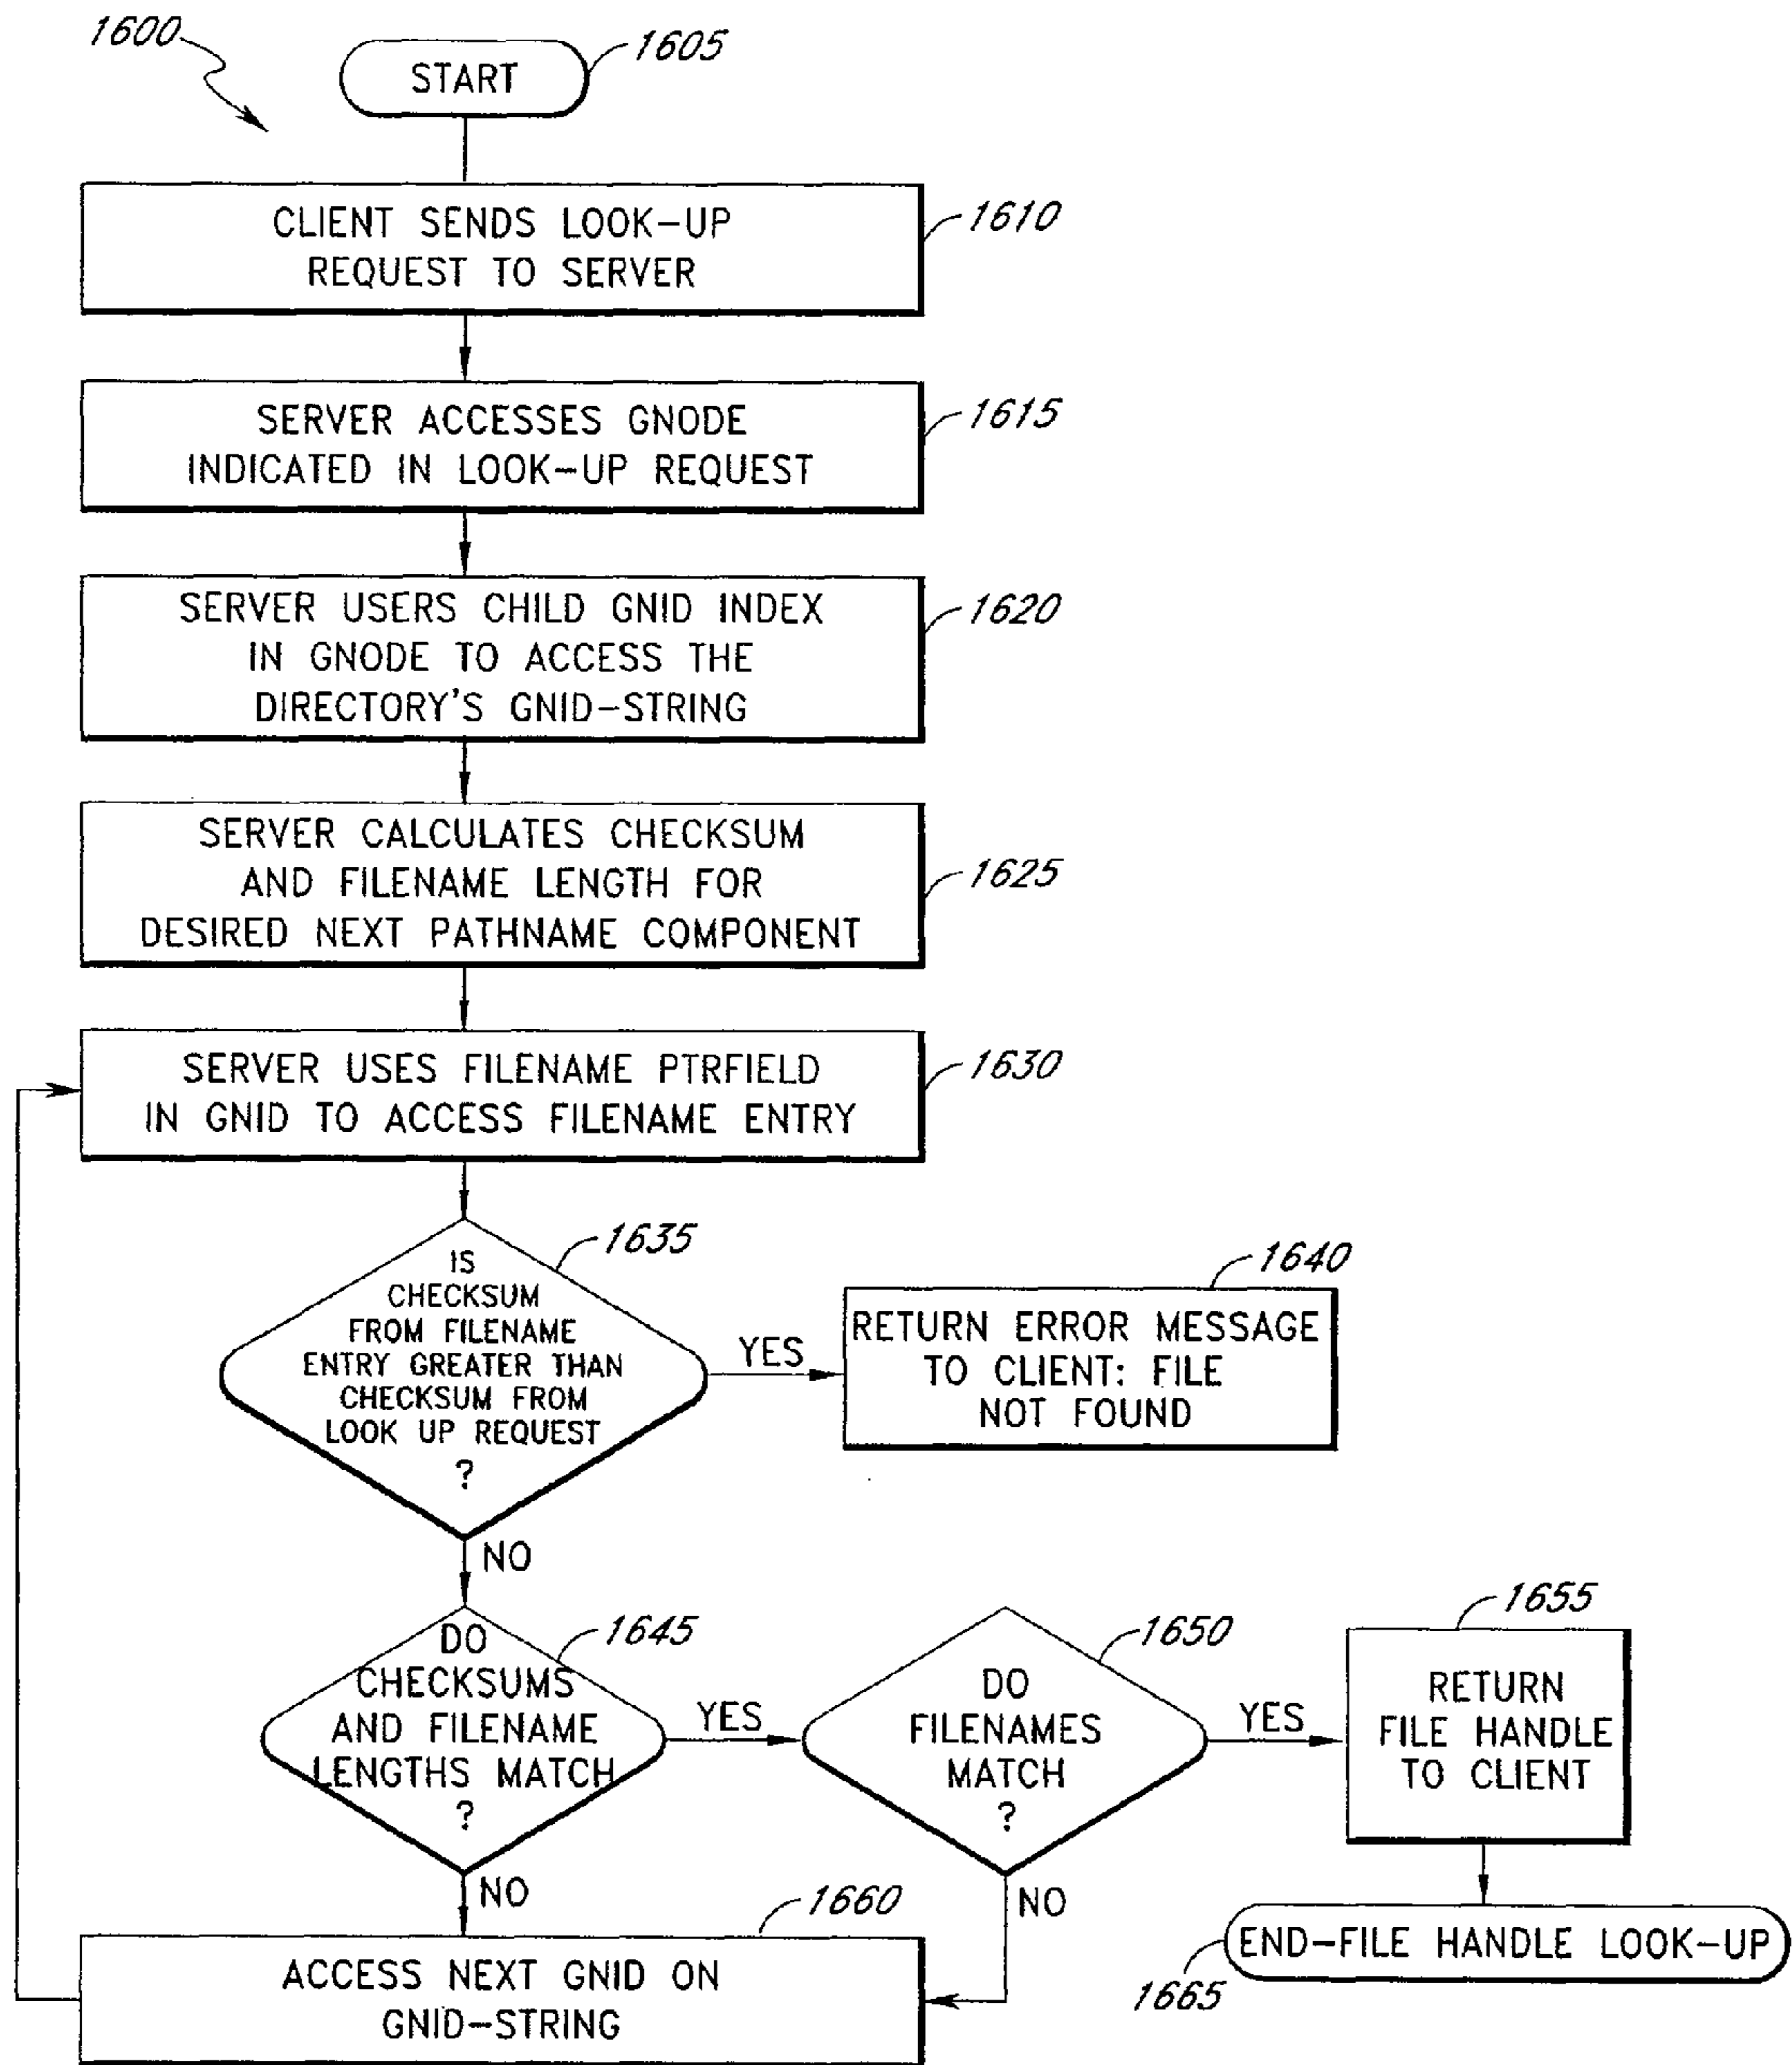 1600
START
1605
CLIENT SENDS LOOK-UP
REQUEST TO SERVER
1610
SERVER ACCESSES GNODE
INDICATED IN LOOK-UP REQUEST
1615
SERVER USERS CHILD GNID INDEX
IN GNODE TO ACCESS THE
DIRECTORY'S GNID-STRING
1620
SERVER CALCULATES CHECKSUM
AND FILENAME LENGTH FOR
DESIRED NEXT PATHNAME COMPONENT
1625
SERVER USES FILENAME PTRFIELD
IN GNID TO ACCESS FILENAME ENTRY
1630
IS
CHECKSUM
FROM FILENAME
ENTRY GREATER THAN
CHECKSUM FROM
LOOK UP REQUEST
?
1635
YES
RETURN ERROR MESSAGE
TO CLIENT: FILE
NOT FOUND
1640
NO
DO
CHECKSUMS
AND FILENAME
LENGTHS MATCH
?
1645
YES
DO
FILENAMES
MATCH
?
1650
YES
RETURN
FILE HANDLE
TO CLIENT
1655
NO
NO
ACCESS NEXT GNID ON
GNID-STRING
1660
END-FILE HANDLE LOOK-UP
1665